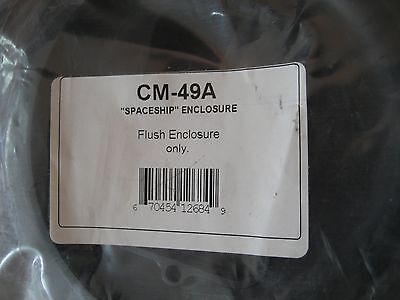 CM-49A
"SPACESHIP" ENCLOSURE
Flush Enclosure
only.
6 70454 12684 9